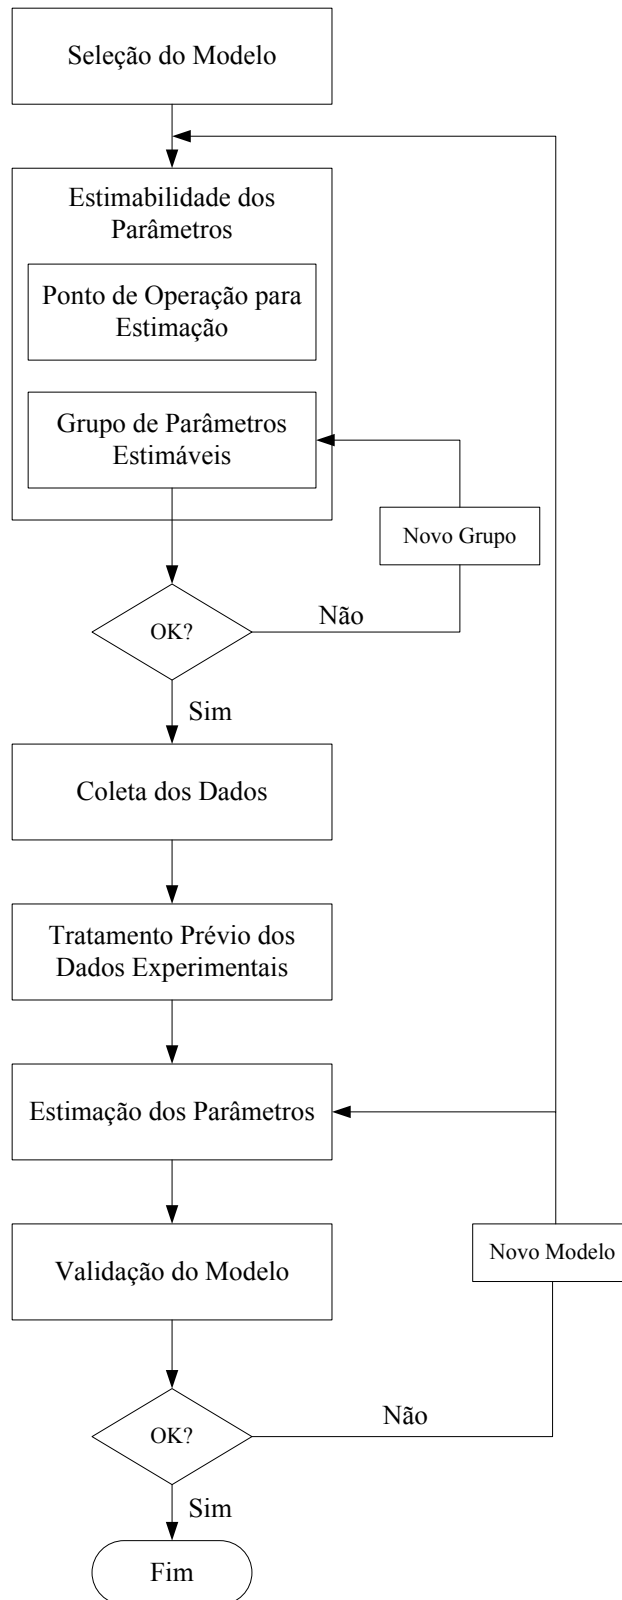 Seleção do Modelo
Estimabilidade dos
Parâmetros
Ponto de Operação para
Estimação
Grupo de Parâmetros
Estimáveis
Novo Grupo
OK?
Não
Sim
Coleta dos Dados
Tratamento Prévio dos
Dados Experimentais
Estimação dos Parâmetros
Validação do Modelo
Novo Modelo
OK?
Não
Sim
Fim